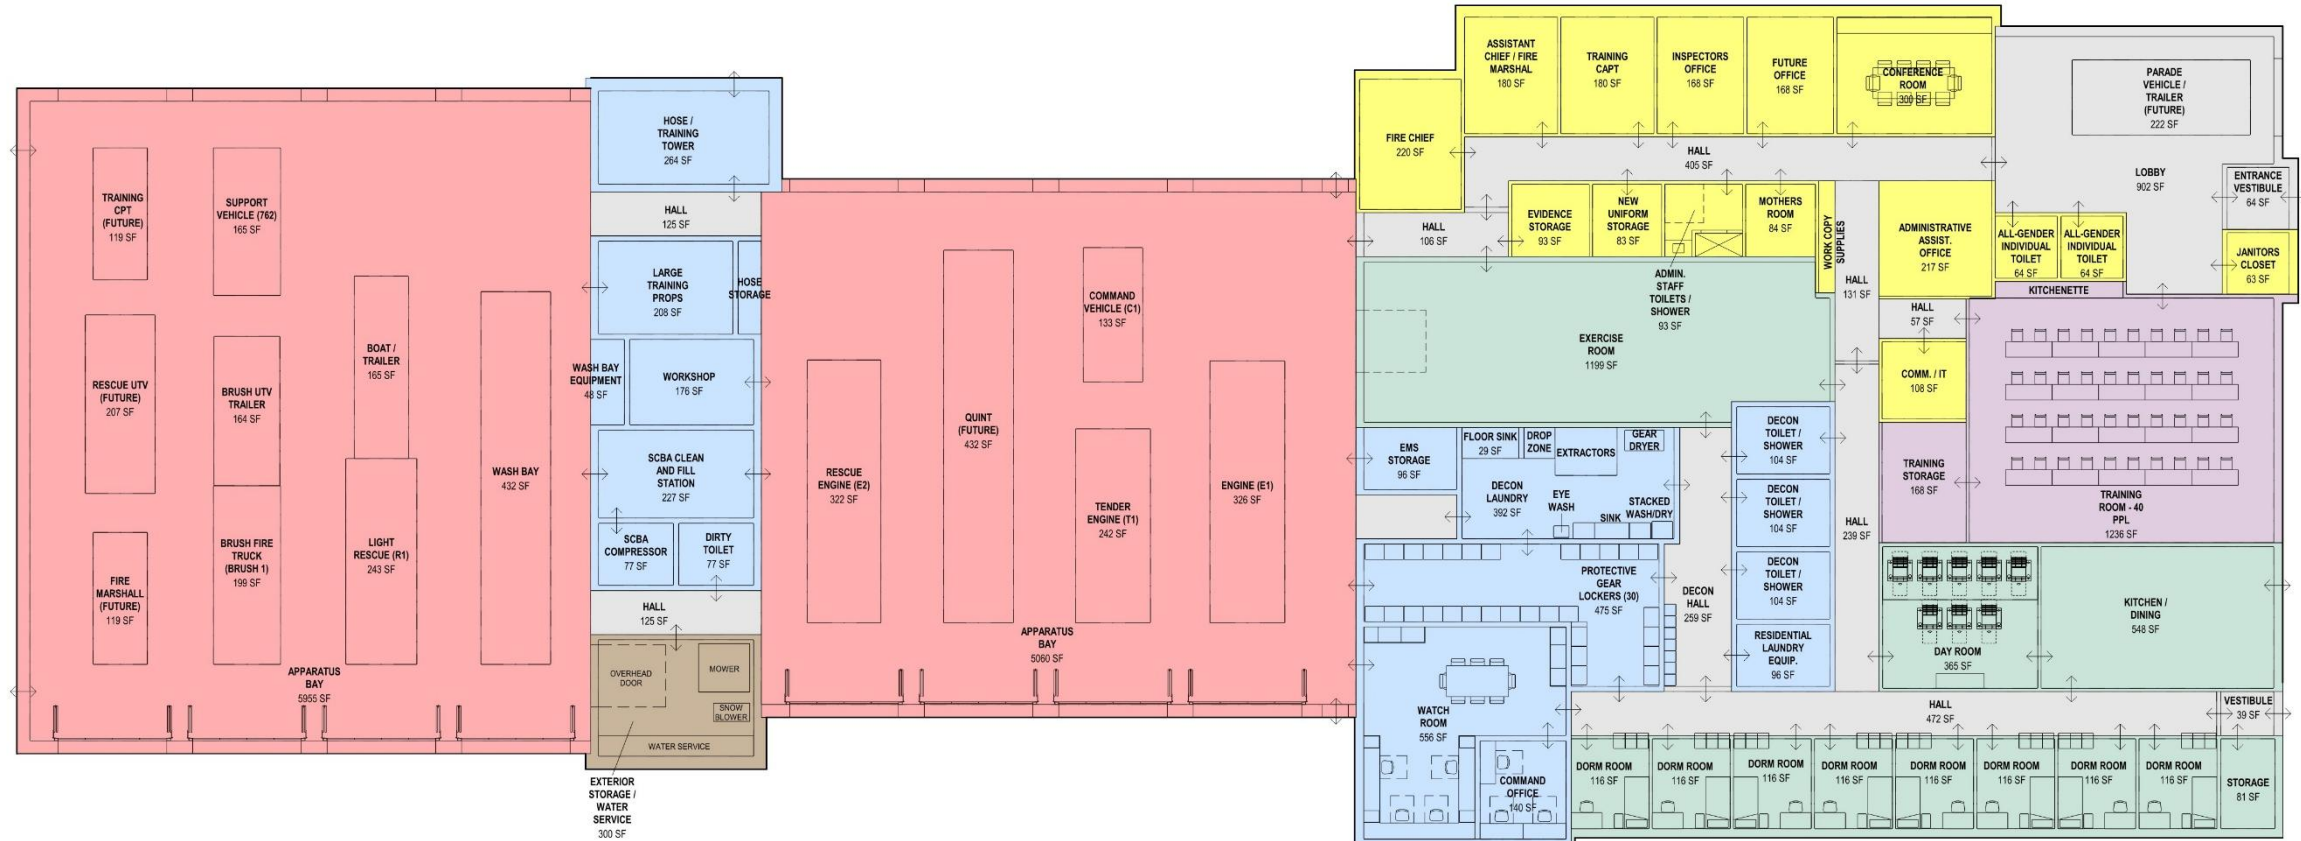 TRAINING
CPT
(FUTURE)
119 SF
SUPPORT
VEHICLE (762)
165 SF
RESCUE UTV
(FUTURE)
207 SF
BRUSH UTV
TRAILER
164 SF
BOAT /
TRAILER
165 SF
WASH BAY
432 SF
FIRE
MARSHALL
(FUTURE)
119 SF
BRUSH FIRE
TRUCK
(BRUSH 1)
199 SF
LIGHT
RESCUE (R1)
243 SF
APPARATUS
BAY
5955 SF
HOSE /
TRAINING
TOWER
264 SF
HALL
125 SF
LARGE
TRAINING
PROPS
208 SF
HOSE
STORAGE
WASH BAY
EQUIPMENT
48 SF
WORKSHOP
176 SF
SCBA CLEAN
AND FILL
STATION
227 SF
SCBA
COMPRESSOR
77 SF
DIRTY
TOILET
77 SF
HALL
125 SF
OVERHEAD
DOOR
MOWER
SNOW
BLOWER
WATER SERVICE
EXTERIOR
STORAGE /
WATER
SERVICE
300 SF
RESCUE
ENGINE (E2)
322 SF
QUINT
(FUTURE)
432 SF
COMMAND
VEHICLE (C1)
133 SF
TENDER
ENGINE (T1)
242 SF
ENGINE (E1)
326 SF
APPARATUS
BAY
5060 SF
FIRE CHIEF
220 SF
ASSISTANT
CHIEF / FIRE
MARSHAL
180 SF
TRAINING
CAPT
180 SF
INSPECTORS
OFFICE
168 SF
FUTURE
OFFICE
168 SF
CONFERENCE
ROOM
300 SF
HALL
405 SF
PARADE
VEHICLE /
TRAILER
(FUTURE)
222 SF
LOBBY
902 SF
ENTRANCE
VESTIBULE
64 SF
JANITORS
CLOSET
63 SF
HALL
106 SF
EVIDENCE
STORAGE
93 SF
NEW
UNIFORM
STORAGE
83 SF
ADMIN.
STAFF
TOILETS /
SHOWER
93 SF
MOTHERS
ROOM
84 SF
WORK COPY
SUPPLIES
HALL
131 SF
ADMINISTRATIVE
ASSIST.
OFFICE
217 SF
ALL-GENDER
INDIVIDUAL
TOILET
64 SF
ALL-GENDER
INDIVIDUAL
TOILET
64 SF
KITCHENETTE
HALL
57 SF
EXERCISE
ROOM
1199 SF
COMM. / IT
108 SF
TRAINING
STORAGE
168 SF
TRAINING
ROOM - 40
PPL
1236 SF
EMS
STORAGE
96 SF
FLOOR SINK
29 SF
DROP
ZONE
EXTRACTORS
GEAR
DRYER
DECON
LAUNDRY
392 SF
EYE
WASH
SINK
STACKED
WASH/DRY
DECON
TOILET /
SHOWER
104 SF
DECON
TOILET /
SHOWER
104 SF
DECON
TOILET /
SHOWER
104 SF
RESIDENTIAL
LAUNDRY
EQUIP.
96 SF
HALL
239 SF
PROTECTIVE
GEAR
LOCKERS (30)
475 SF
DECON
HALL
259 SF
DAY ROOM
365 SF
KITCHEN /
DINING
548 SF
WATCH
ROOM
556 SF
COMMAND
OFFICE
140 SF
HALL
472 SF
VESTIBULE
39 SF
DORM ROOM
116 SF
DORM ROOM
116 SF
DORM ROOM
116 SF
DORM ROOM
116 SF
DORM ROOM
116 SF
DORM ROOM
116 SF
DORM ROOM
116 SF
DORM ROOM
116 SF
STORAGE
81 SF